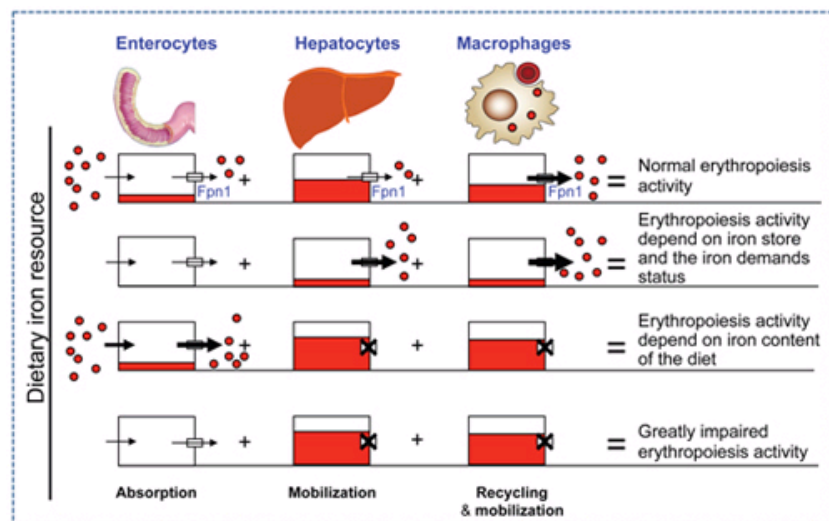 Enterocytes Hepatocytes Macrophages
Dietary iron resource
Fpn1 + Fpn1 + Fpn1 = Normal erythropoiesis
activity
Erythropoiesis activity
depend on iron store
+ + = and the iron demands
status
Erythropoiesis activity
+ + = depend on iron content
of the diet
+ + = Greatly impaired
erythropoiesis activity
Absorption Mobilization Recycling
& mobilization